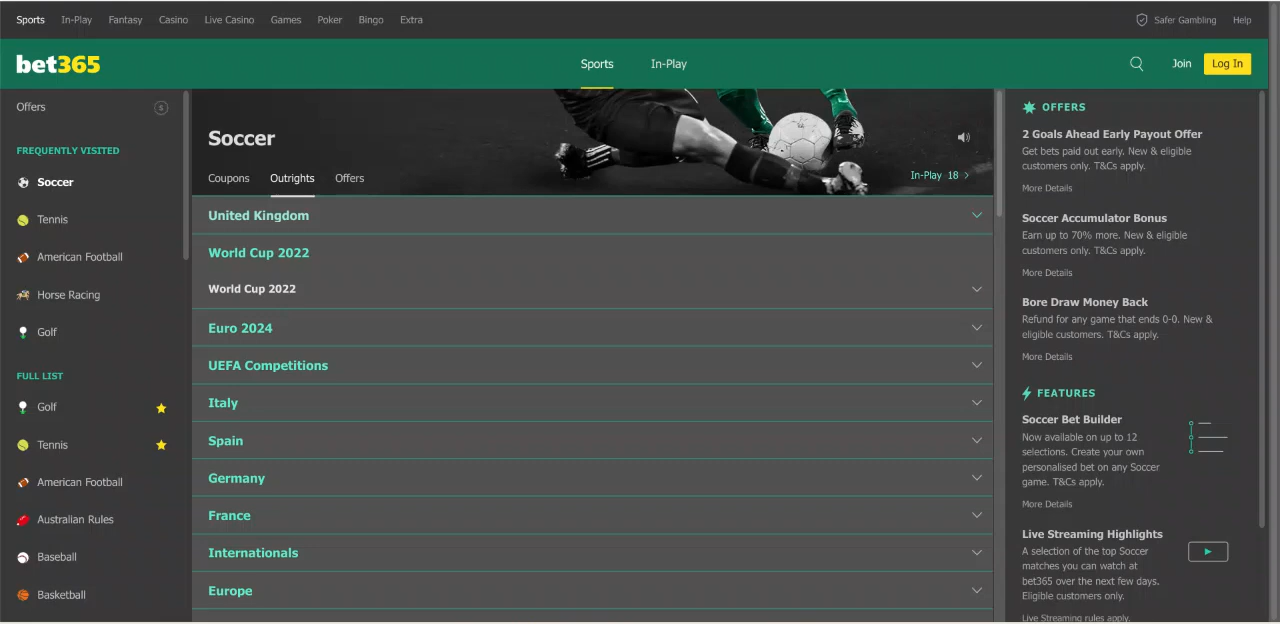 Sports In-Play Fantasy Casino Live Casino Games Poker Bingo Extra Safer Gambling Help
bet365 Sports In-Play Join Log In
Offers
FREQUENTLY VISITED
Soccer
Tennis
American Football
Horse Racing
Golf
FULL LIST
Golf
Tennis
American Football
Australian Rules
Baseball
Basketball
Soccer
Coupons Outrights Offers In-Play 18
United Kingdom
World Cup 2022
World Cup 2022
Euro 2024
UEFA Competitions
Italy
Spain
Germany
France
Internationals
Europe
OFFERS
2 Goals Ahead Early Payout Offer
Get bets paid out early. New & eligible
customers only. T&Cs apply.
More Details
Soccer Accumulator Bonus
Earn up to 70% more. New & eligible
customers only. T&Cs apply.
More Details
Bore Draw Money Back
Refund for any game that ends 0-0. New &
eligible customers. T&Cs apply.
More Details
FEATURES
Soccer Bet Builder
Now available on up to 12
selections. Create your own
personalised bet on any Soccer
game. T&Cs apply.
More Details
Live Streaming Highlights
A selection of the top Soccer
matches you can watch at
bet365 over the next few days.
Eligible customers only.
Live Streaming rules apply.